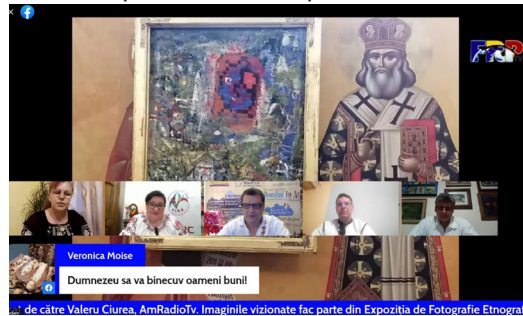 FRP
Veronica Moise
Dumnezeu sa va binecuv oameni buni!
de către Valeru Ciurea, AmRadioTv. Imaginile vizionate fac parte din Expoziția de Fotografie Etnograf